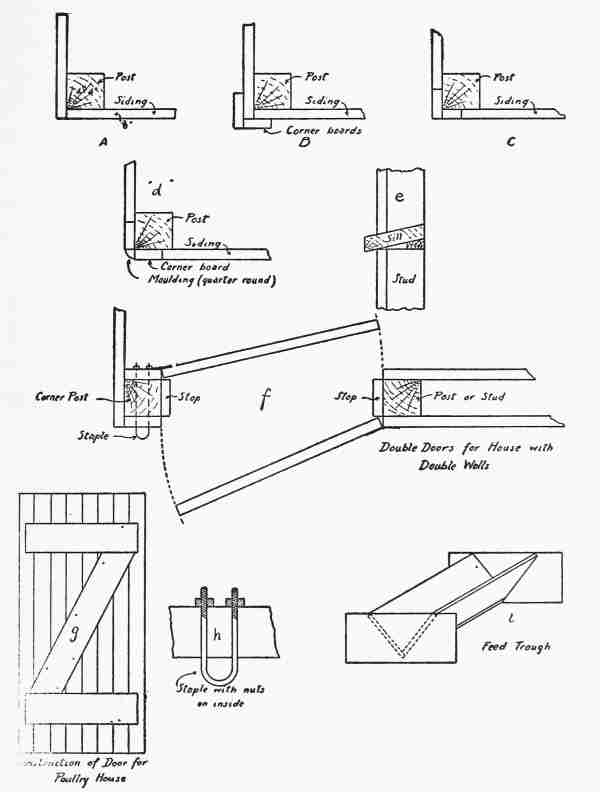 Post
Siding
8"
A
Post
Siding
Corner boards
B
Post
Siding
C
"d"
Post
Siding
Corner board
Moulding (quarter round)
e
Sill
Stud
Corner Post
Stop
Staple
f
Stop
Post or Stud
Double Doors for House with
Double Walls
g
of Door for
Poultry House
h
Staple with nuts
on inside
i
Feed Trough